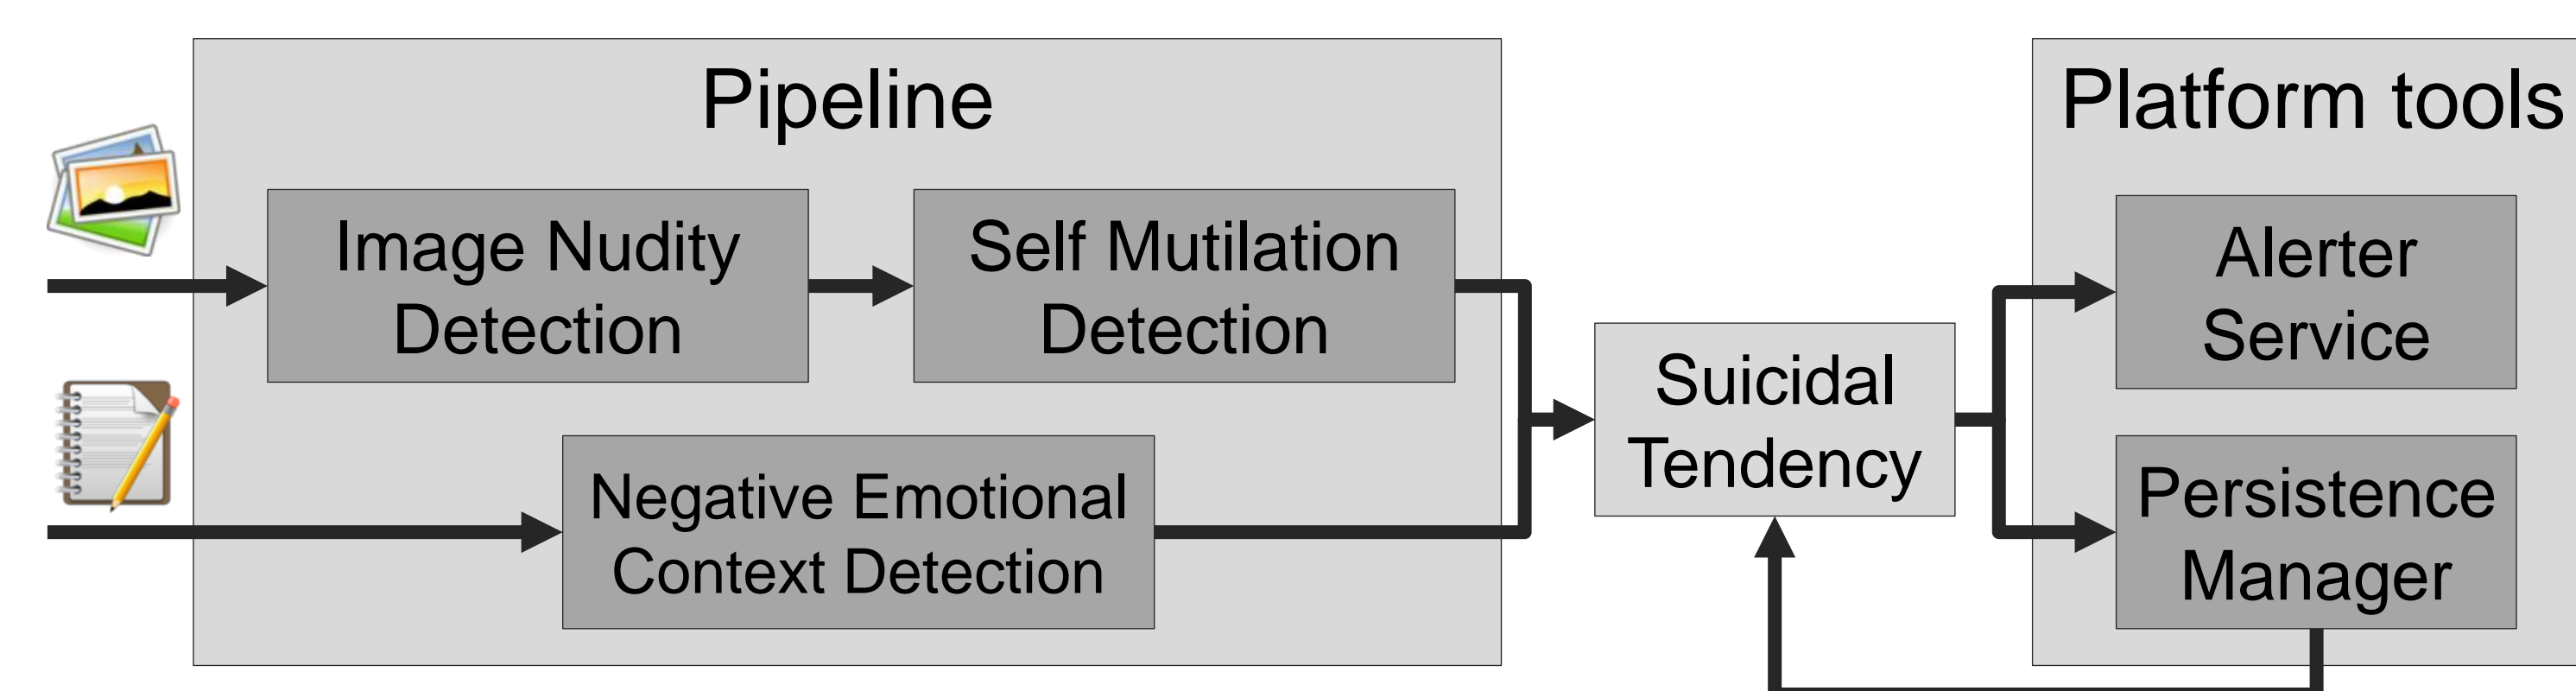 Pipeline
Platform tools
Image Nudity
Detection
Self Mutilation
Detection
Negative Emotional
Context Detection
Suicidal
Tendency
Alerter
Service
Persistence
Manager